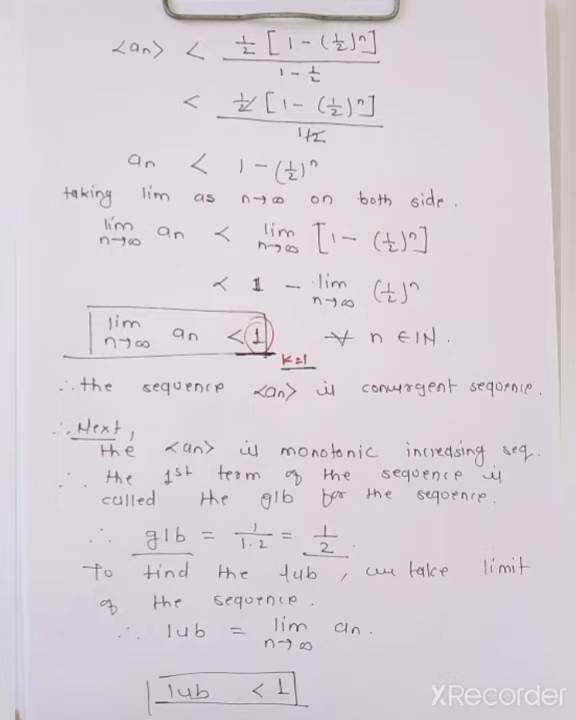 <an> < ½ [1 - (½)ⁿ] / 1 - ½
< ½ [1 - (½)ⁿ] / 1/2
an < 1 - (½)ⁿ
taking lim as n→∞ on both side.
lim n→∞ an < lim n→∞ [1 - (½)ⁿ]
< 1 - lim n→∞ (½)ⁿ
lim n→∞ an < 1 ∀ n ∈ IN.
k=1
∴ the sequence <an> is convergent sequence.
∴ Next,
the <an> is monotonic increasing seq.
∴ the 1st term of the sequence is
called the glb for the sequence.
∴ glb = 1/1.2 = 1/2.
To find the lub, we take limit
of the sequence.
∴ lub = lim n→∞ an.
lub < 1
XRecorder